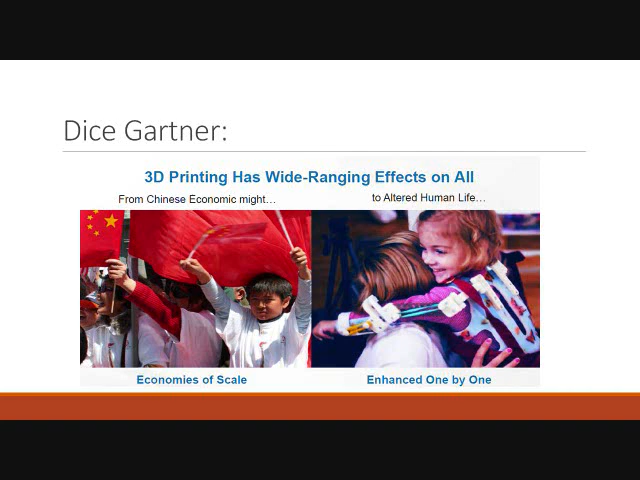 Dice Gartner:
3D Printing Has Wide-Ranging Effects on All
From Chinese Economic might…
to Altered Human Life…
Economies of Scale
Enhanced One by One